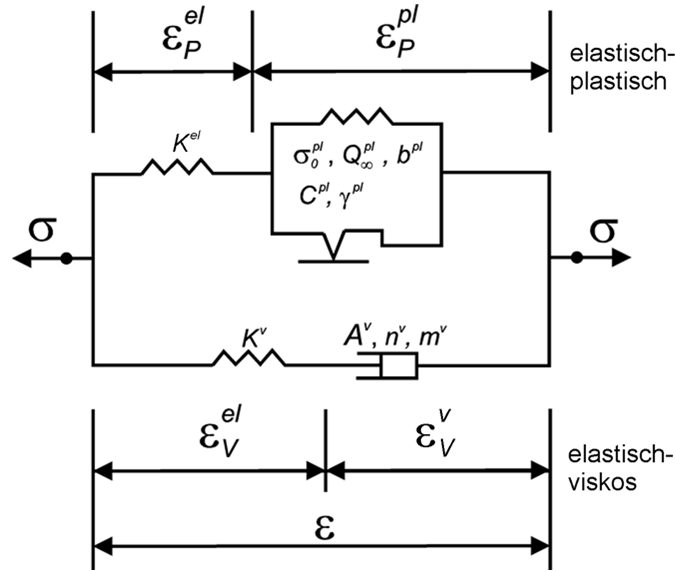 ε_P^el ε_P^pl elastisch-
plastisch
K^el
σ_0^pl, Q_∞^pl, b^pl
C^pl, γ^pl
σ σ
K^v A^v, n^v, m^v
ε_V^el ε_V^v elastisch-
viskos
ε